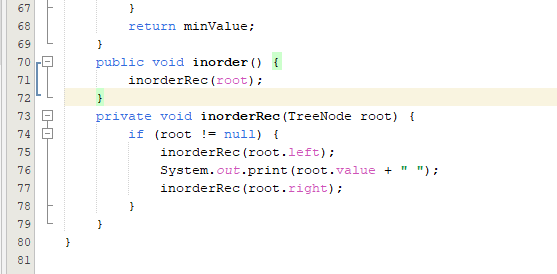 67 }
68 return minValue;
69 }
70 public void inorder() {
71 inorderRec(root);
72 }
73 private void inorderRec(TreeNode root) {
74 if (root != null) {
75 inorderRec(root.left);
76 System.out.print(root.value + " ");
77 inorderRec(root.right);
78 }
79 }
80 }
81